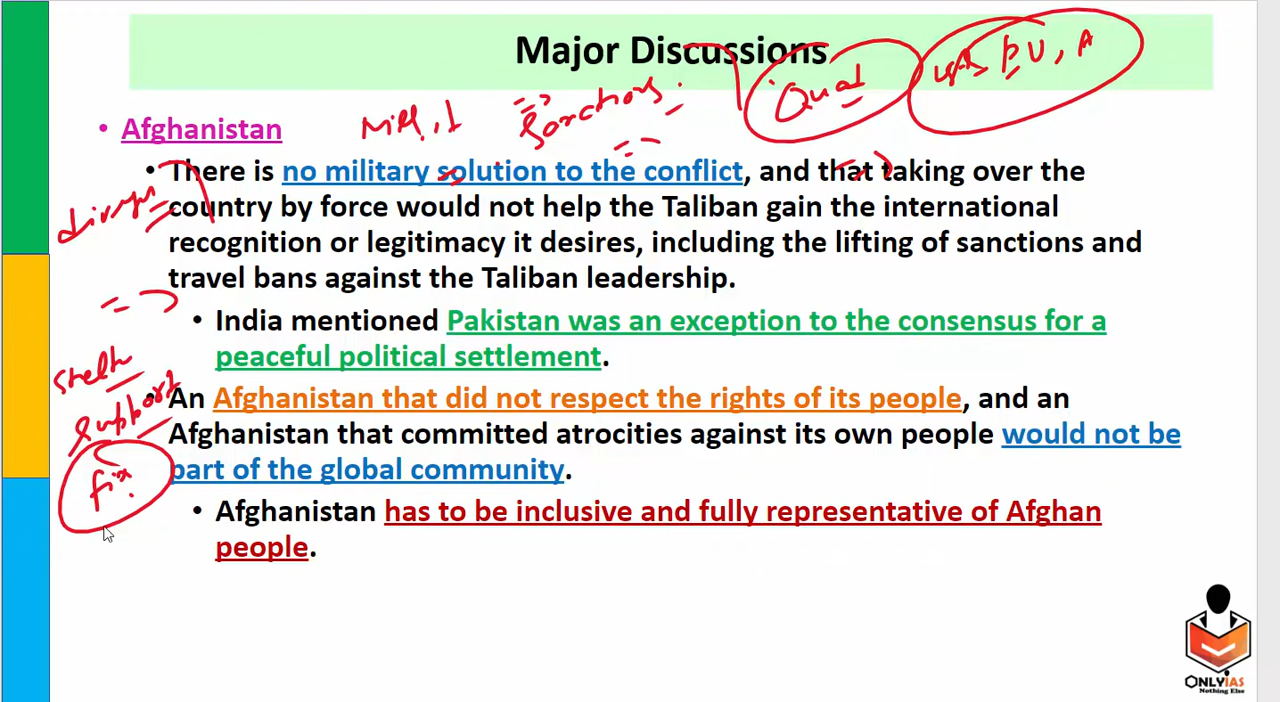 Major Discussions
Quad
• Afghanistan
• There is no military solution to the conflict, and that taking over the
country by force would not help the Taliban gain the international
recognition or legitimacy it desires, including the lifting of sanctions and
travel bans against the Taliban leadership.
• India mentioned Pakistan was an exception to the consensus for a
peaceful political settlement.
support
• An Afghanistan that did not respect the rights of its people, and an
Afghanistan that committed atrocities against its own people would not be
part of the global community.
• Afghanistan has to be inclusive and fully representative of Afghan
people.
ONLYIAS
Nothing Else